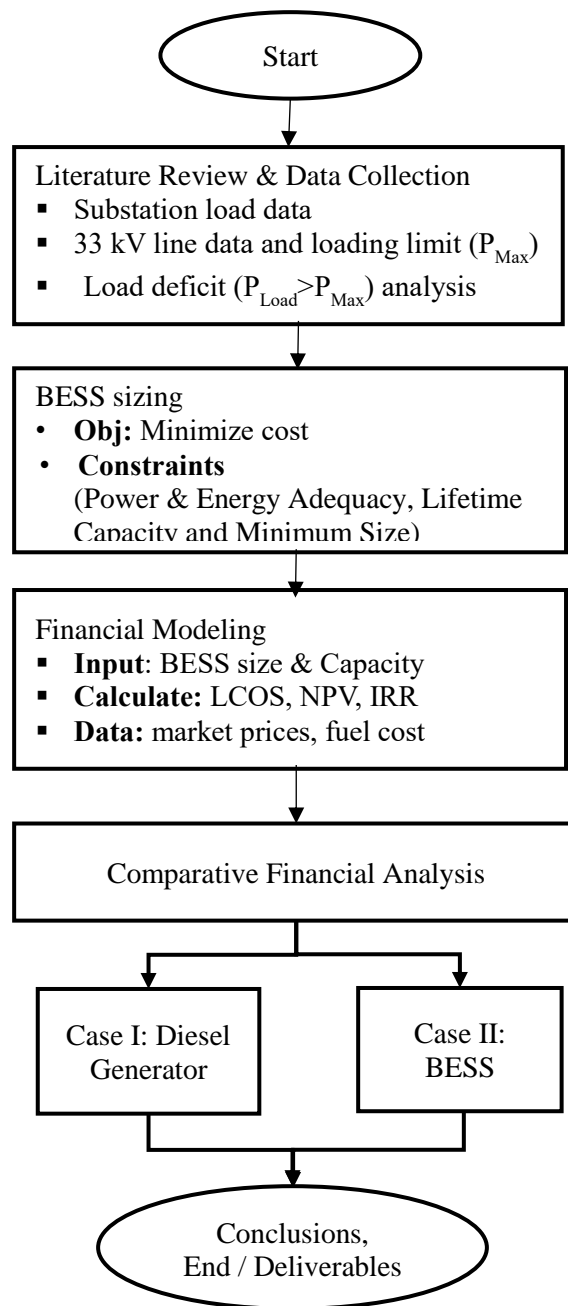 Start
Literature Review & Data Collection
▪ Substation load data
▪ 33 kV line data and loading limit (P_Max)
▪ Load deficit (P_Load>P_Max) analysis
BESS sizing
• Obj: Minimize cost
• Constraints
(Power & Energy Adequacy, Lifetime
Capacity and Minimum Size)
Financial Modeling
▪ Input: BESS size & Capacity
▪ Calculate: LCOS, NPV, IRR
▪ Data: market prices, fuel cost
Comparative Financial Analysis
Case I: Diesel
Generator
Case II:
BESS
Conclusions,
End / Deliverables